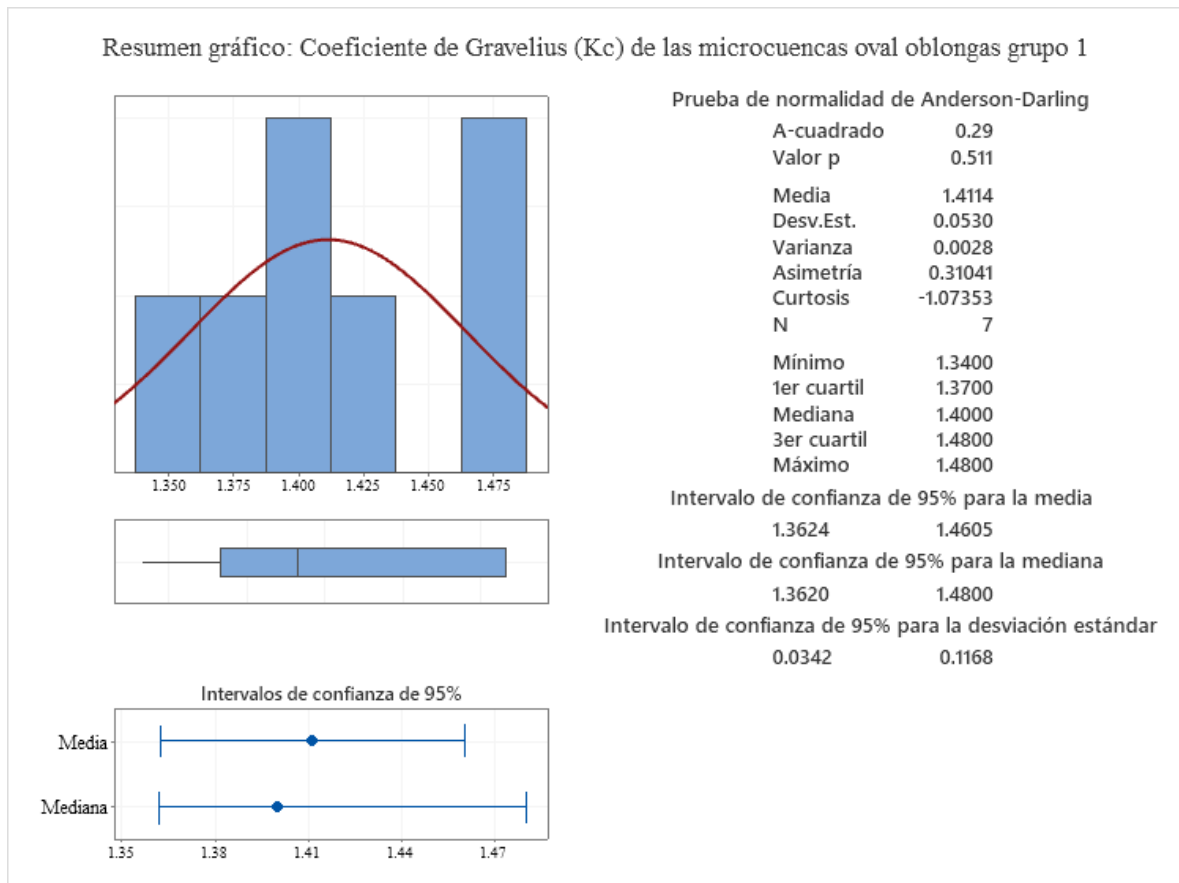 Resumen gráfico: Coeficiente de Gravelius (Kc) de las microcuencas oval oblongas grupo 1
1.350 1.375 1.400 1.425 1.450 1.475
Intervalos de confianza de 95%
Media
Mediana
1.35 1.38 1.41 1.44 1.47
Prueba de normalidad de Anderson-Darling
A-cuadrado 0.29
Valor p 0.511
Media 1.4114
Desv.Est. 0.0530
Varianza 0.0028
Asimetría 0.31041
Curtosis -1.07353
N 7
Mínimo 1.3400
1er cuartil 1.3700
Mediana 1.4000
3er cuartil 1.4800
Máximo 1.4800
Intervalo de confianza de 95% para la media
1.3624 1.4605
Intervalo de confianza de 95% para la mediana
1.3620 1.4800
Intervalo de confianza de 95% para la desviación estándar
0.0342 0.1168